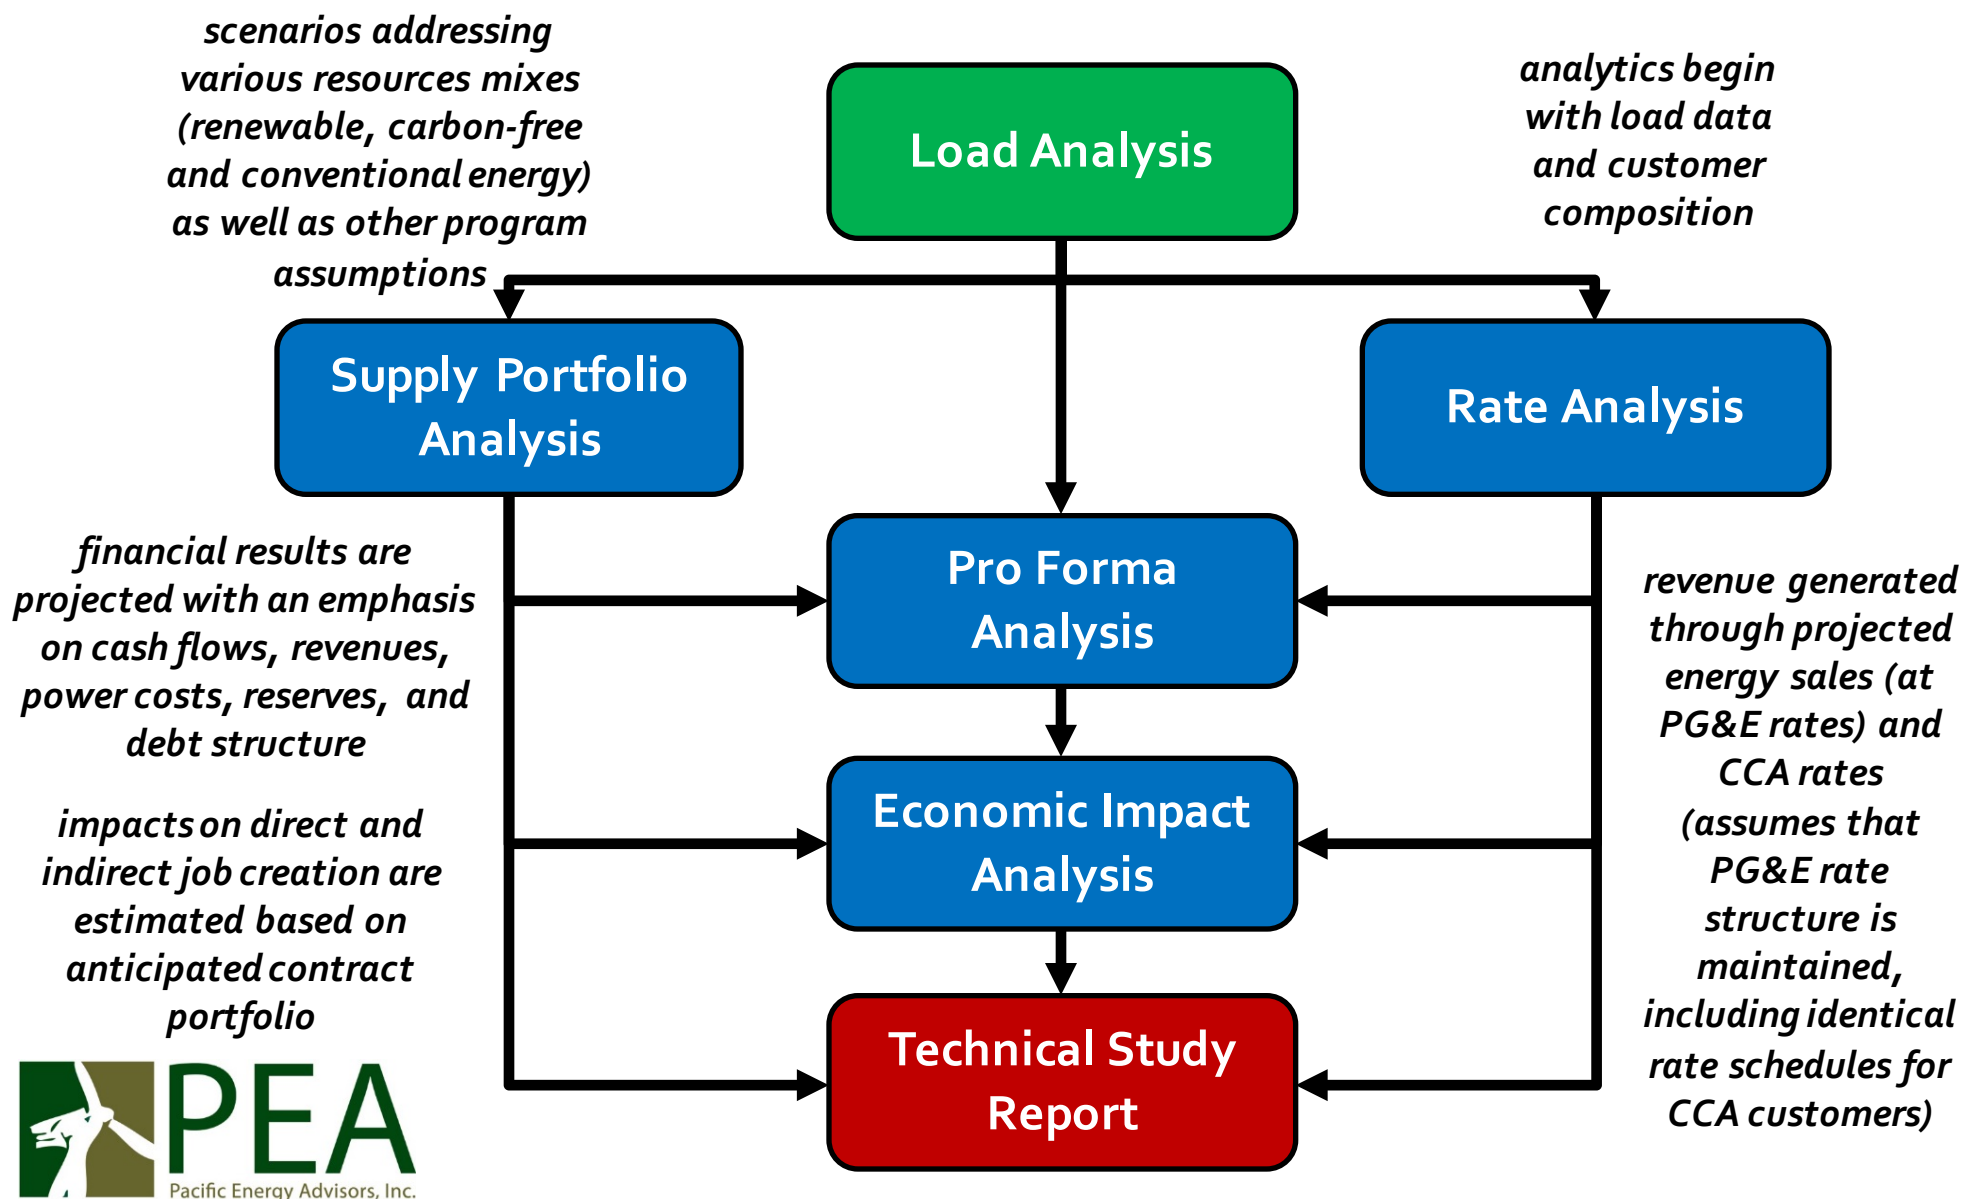 scenarios addressing
various resources mixes
(renewable, carbon-free
and conventional energy)
as well as other program
assumptions
Load Analysis
analytics begin
with load data
and customer
composition
Supply Portfolio
Analysis
Rate Analysis
financial results are
projected with an emphasis
on cash flows, revenues,
power costs, reserves, and
debt structure
Pro Forma
Analysis
revenue generated
through projected
energy sales (at
PG&E rates) and
CCA rates
(assumes that
PG&E rate
structure is
maintained,
including identical
rate schedules for
CCA customers)
impacts on direct and
indirect job creation are
estimated based on
anticipated contract
portfolio
Economic Impact
Analysis
Technical Study
Report
PEA
Pacific Energy Advisors, Inc.